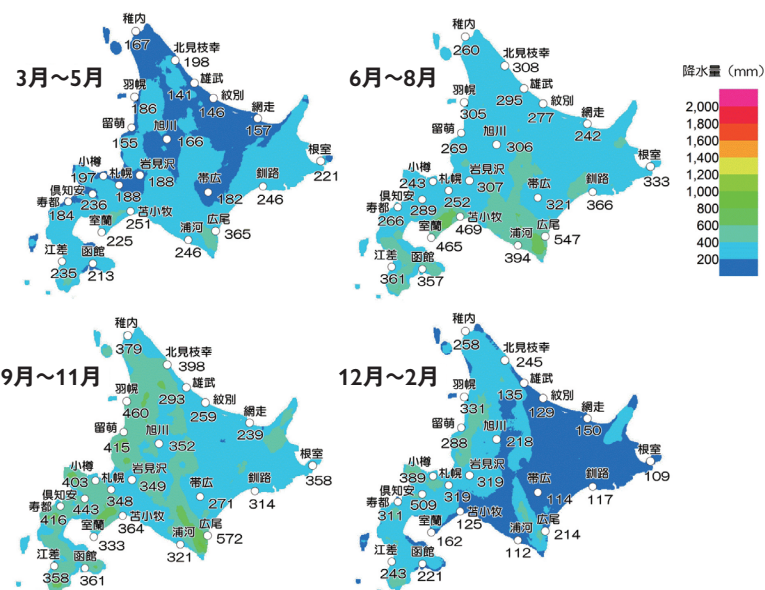 3月～5月
稚内
167
北見枝幸
198
雄武
141
紋別
146
羽幌
186
網走
157
留萌
155
旭川
166
根室
221
小樽
197
札幌
188
岩見沢
188
帯広
182
釧路
246
倶知安
236
寿都
184
苫小牧
251
広尾
365
室蘭
225
浦河
246
江差
235
函館
213
6月～8月
稚内
260
北見枝幸
308
雄武
295
紋別
277
羽幌
305
網走
242
留萌
269
旭川
306
根室
333
小樽
243
札幌
252
岩見沢
307
帯広
321
釧路
366
倶知安
289
寿都
266
苫小牧
469
広尾
547
室蘭
465
浦河
394
江差
361
函館
357
降水量（mm）
2,000
1,800
1,600
1,400
1,200
1,000
800
600
400
200
9月～11月
稚内
379
北見枝幸
398
雄武
293
紋別
259
羽幌
460
網走
239
留萌
415
旭川
352
根室
358
小樽
403
札幌
348
岩見沢
349
帯広
271
釧路
314
倶知安
443
寿都
416
苫小牧
364
広尾
572
室蘭
333
浦河
321
江差
358
函館
361
12月～2月
稚内
258
北見枝幸
245
雄武
135
紋別
129
羽幌
331
網走
150
留萌
288
旭川
218
根室
109
小樽
389
札幌
319
岩見沢
319
帯広
114
釧路
117
倶知安
509
寿都
311
苫小牧
125
広尾
214
室蘭
162
浦河
112
江差
243
函館
221